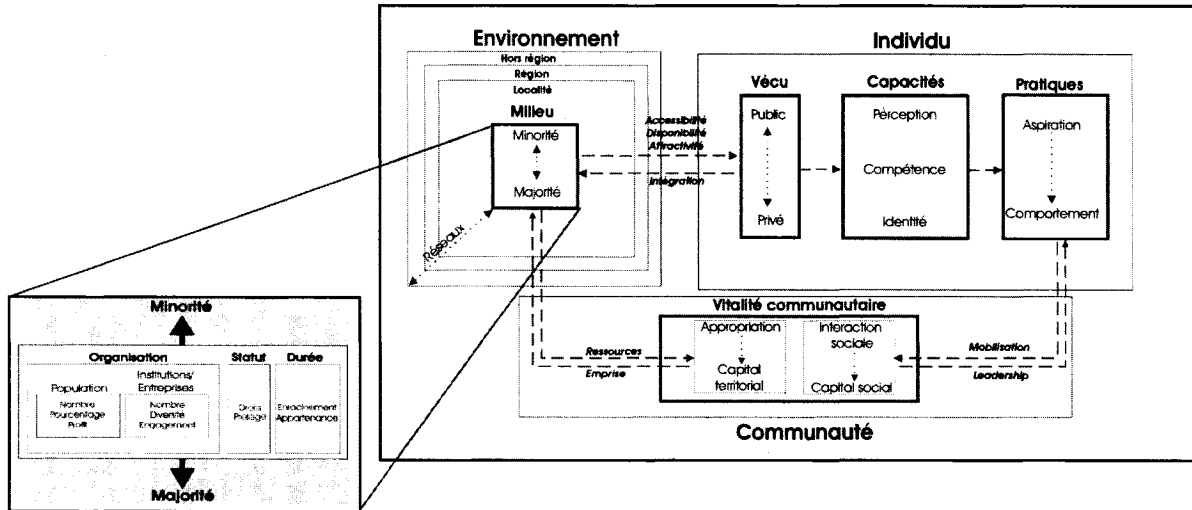 Environnement
Hors région
Région
Localité
Milieu
Minorité
Majorité
Réseaux
Accessibilité
Disponibilité
Attractivité
Intégration
Individu
Vécu
Public
Privé
Capacités
Perception
Compétence
Identité
Pratiques
Aspiration
Comportement
Vitalité communautaire
Appropriation
Capital
territorial
Interaction
sociale
Capital social
Ressources
Emprise
Mobilisation
Leadership
Communauté
Minorité
Organisation
Statut
Durée
Population
Nombre
Pourcentage
Profil
Institutions/
Entreprises
Nombre
Diversité
Engagement
Droits
Enracinement
Appartenance
Majorité